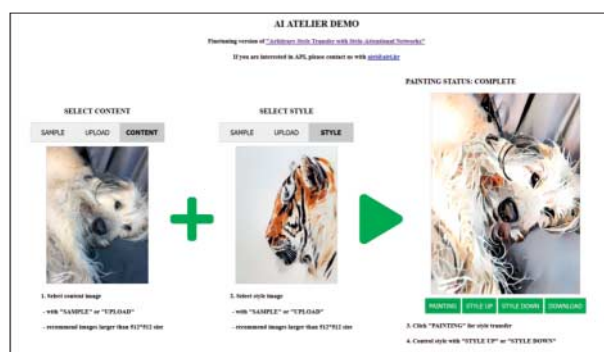 AI ATELIER DEMO
Finetuning version of "Arbitrary Style Transfer with Style-Attentional Networks"
If you are interested in API, please contact us with
PAINTING STATUS: COMPLETE
SELECT CONTENT
SAMPLE UPLOAD CONTENT
1. Select content image
- with "SAMPLE" or "UPLOAD"
- recommend images larger than 512*512 size
SELECT STYLE
SAMPLE UPLOAD STYLE
2. Select style image
- with "SAMPLE" or "UPLOAD"
- recommend images larger than 512*512 size
PAINTING STYLE UP STYLE DOWN DOWNLOAD
3. Click "PAINTING" for style transfer
4. Control style with "STYLE UP" or "STYLE DOWN"